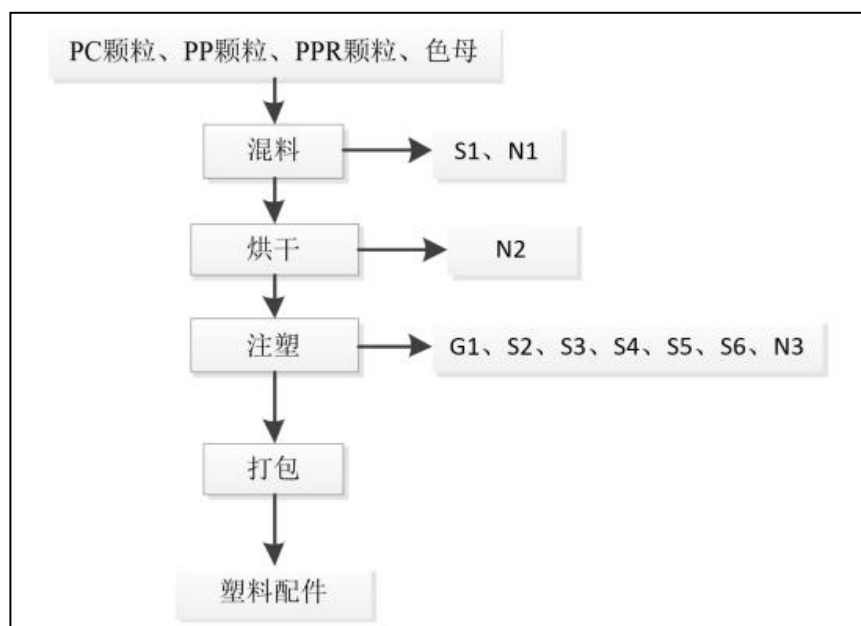 PC颗粒、PP颗粒、PPR颗粒、色母
混料
S1、N1
烘干
N2
注塑
G1、S2、S3、S4、S5、S6、N3
打包
塑料配件